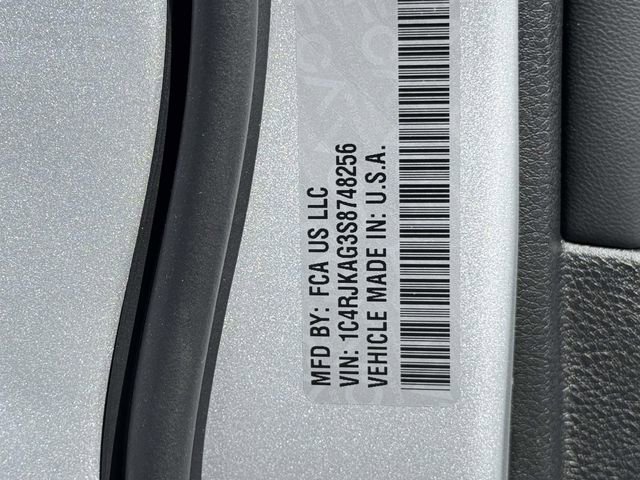 MFD BY: FCA US LLC
VIN: 1C4RJKAG3S8748256
VEHICLE MADE IN: U.S.A.